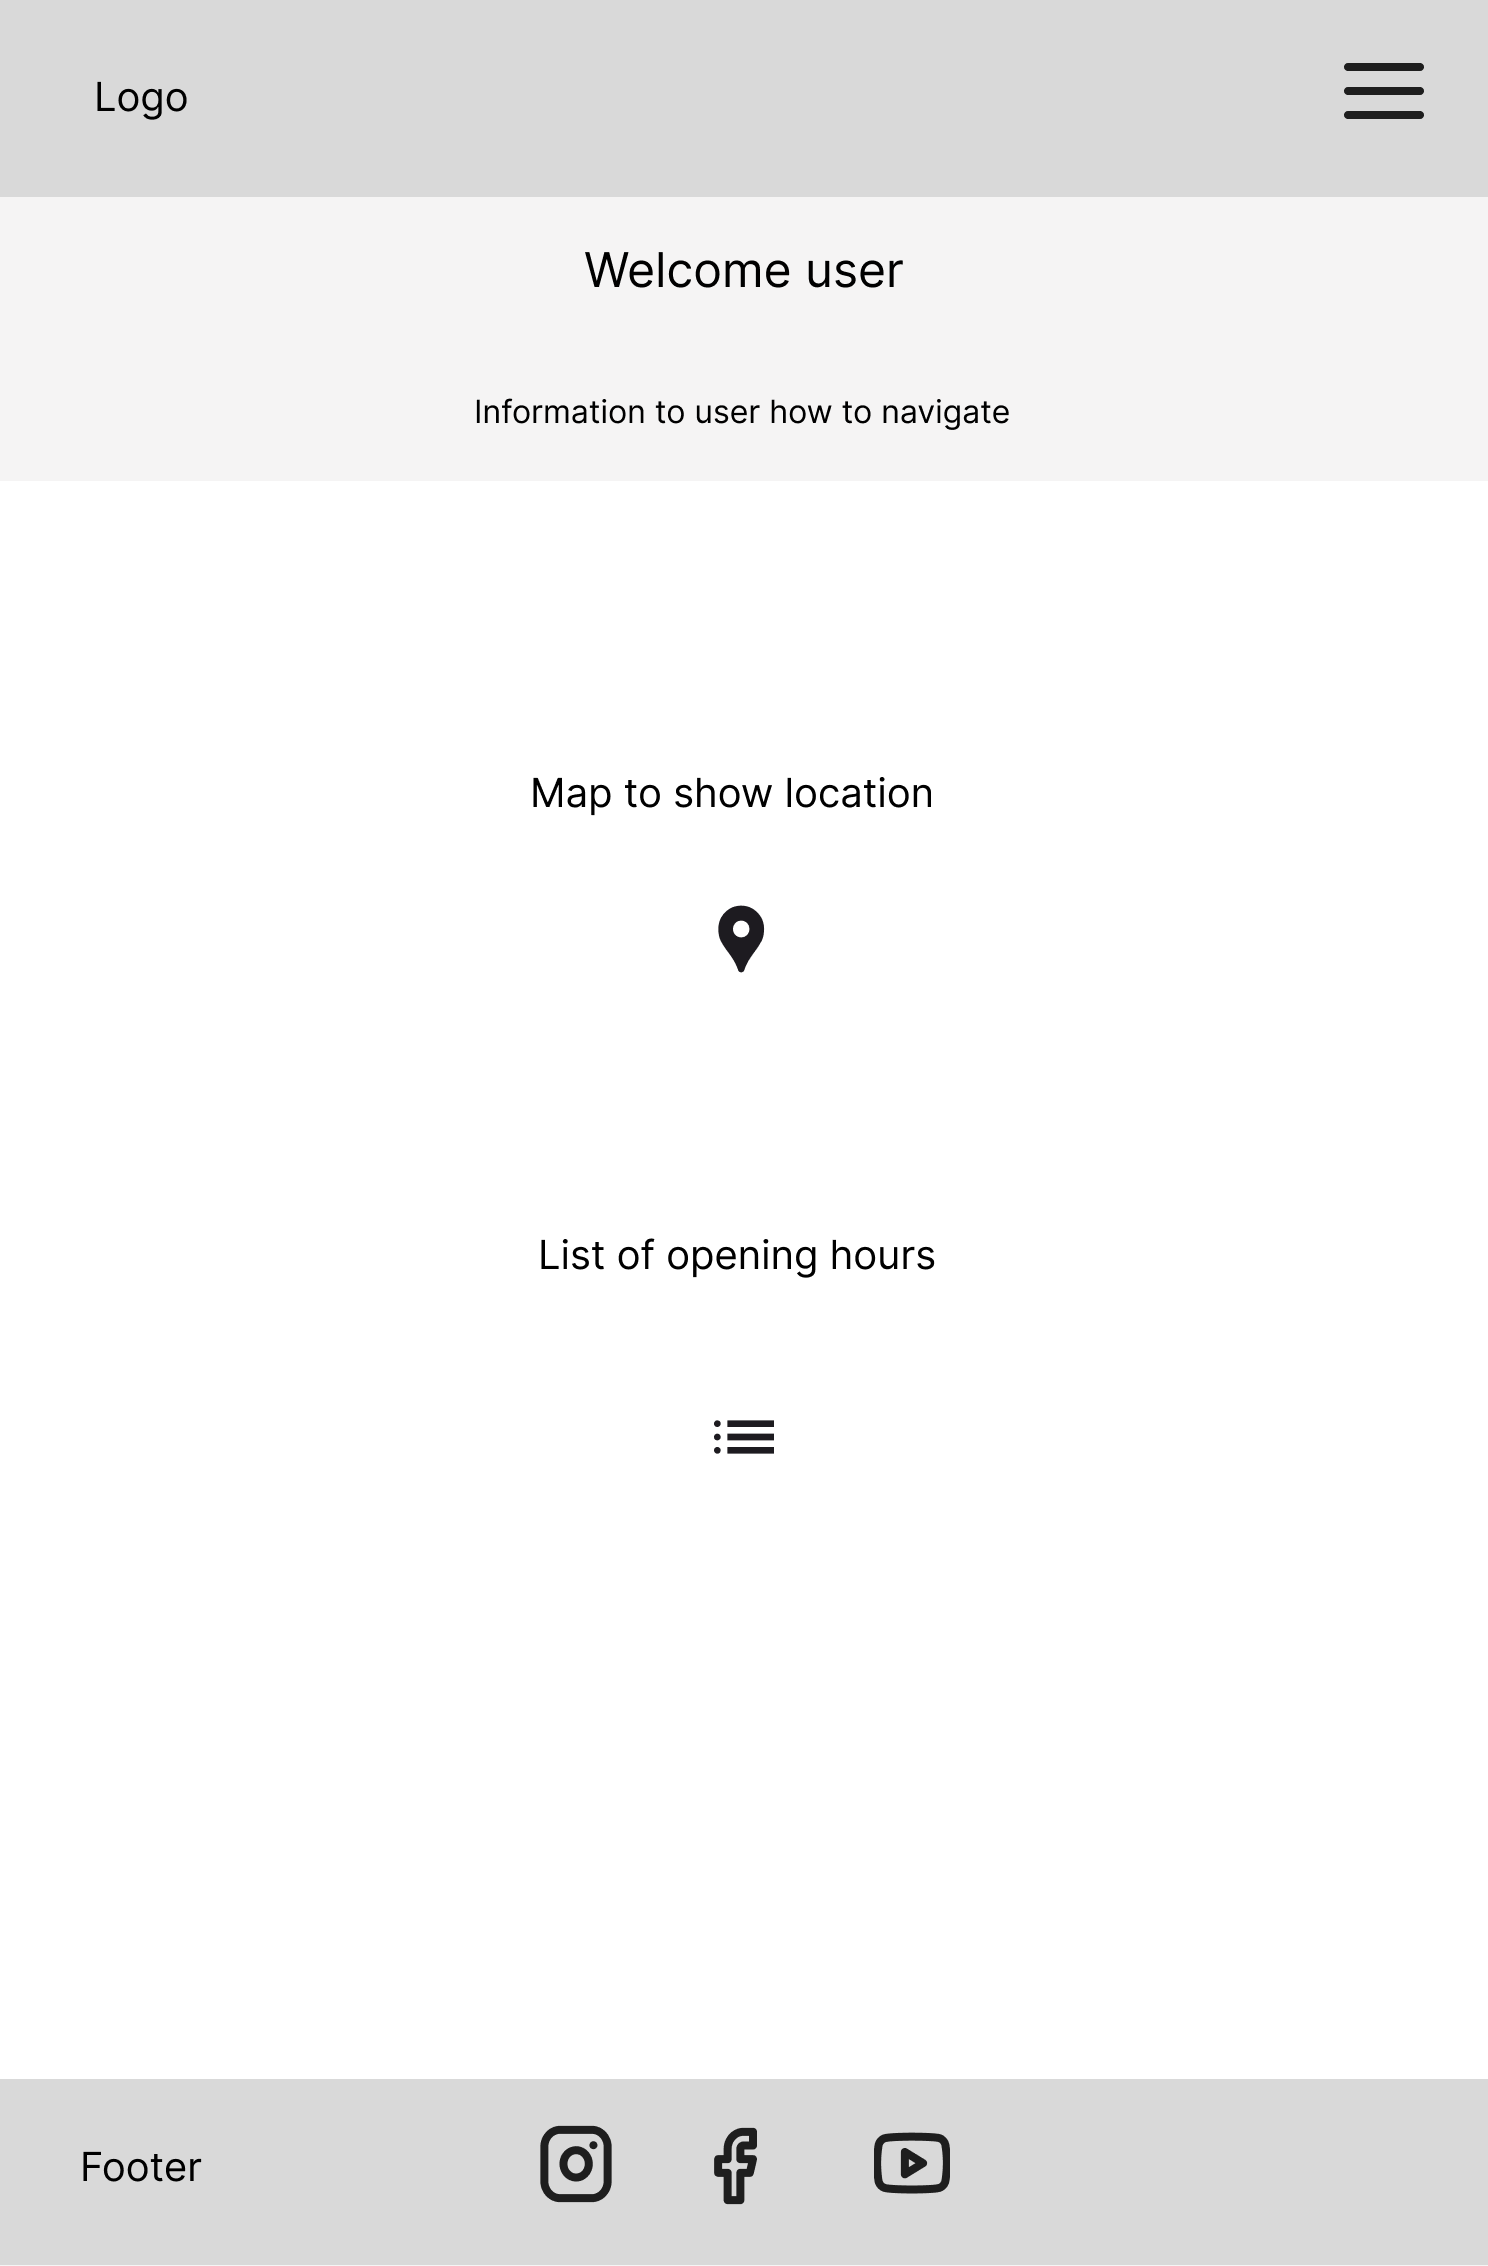 Logo
Welcome user
Information to user how to navigate
Map to show location
List of opening hours
Footer